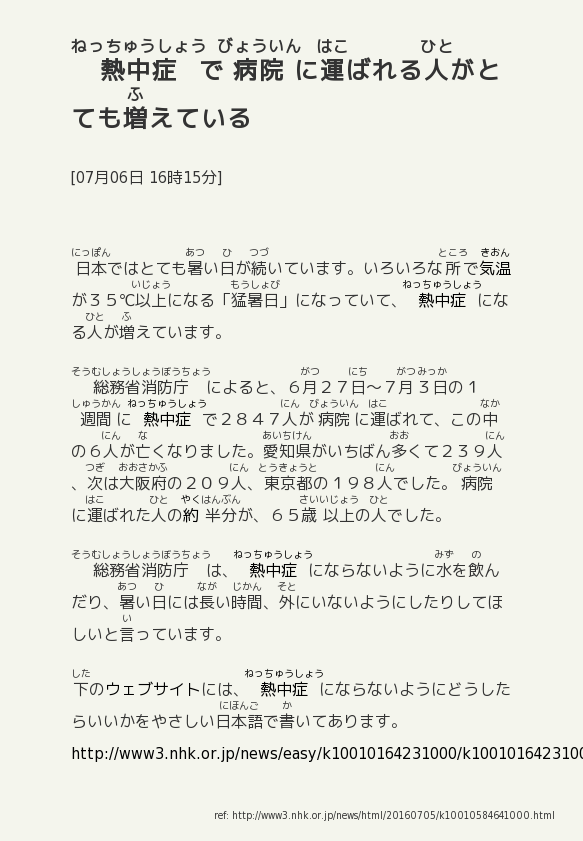 ねっちゅうしょう びょういん はこ ひと
熱中症 で 病院 に運ばれる人がと
ふ
ても増えている
[07月06日 16時15分]
にっぽん あつ ひ つづ ところ きおん
日本ではとても暑い日が続いています。いろいろな所で気温
いじょう もうしょび ねっちゅうしょう
が３５℃以上になる「猛暑日」になっていて、 熱中症 にな
ひと ふ
る人が増えています。
そうむしょうしょうぼうちょう がつ にち がつみっか
総務省消防庁 によると、６月２７日～７月３日の１
しゅうかん ねっちゅうしょう にん びょういん はこ なか
週間 に 熱中症 で２８４７人が 病院 に運ばれて、この中
にん な あいちけん おお にん
の６人が亡くなりました。愛知県がいちばん多くて２３９人
つぎ おおさかふ にん とうきょうと にん びょういん
、次は大阪府の２０９人、東京都の１９８人でした。 病院
はこ ひと やくはんぶん さいいじょう ひと
に運ばれた人の約 半分が、６５歳 以上の人でした。
そうむしょうしょうぼうちょう ねっちゅうしょう みず の
総務省消防庁 は、 熱中症 にならないように水を飲ん
あつ ひ なが じかん そと
だり、暑い日には長い時間、外にいないようにしたりしてほ
い
しいと言っています。
した ねっちゅうしょう
下のウェブサイトには、 熱中症 にならないようにどうした
にほんご か
らいいかをやさしい日本語で書いてあります。
http://www3.nhk.or.jp/news/easy/k10010164231000/k100101642310
ref: http://www3.nhk.or.jp/news/html/20160705/k10010584641000.html